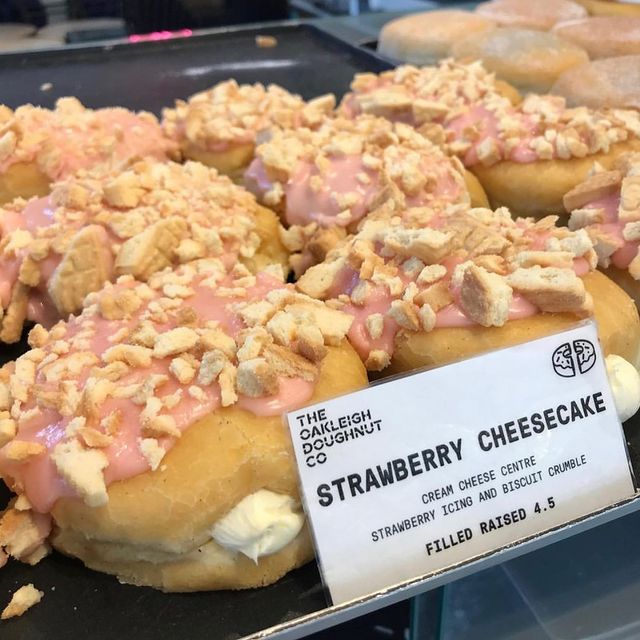 THE
OAKLEIGH
DOUGHNUT
CO
STRAWBERRY CHEESECAKE
CREAM CHEESE CENTRE
STRAWBERRY ICING AND BISCUIT CRUMBLE
FILLED RAISED 4.5